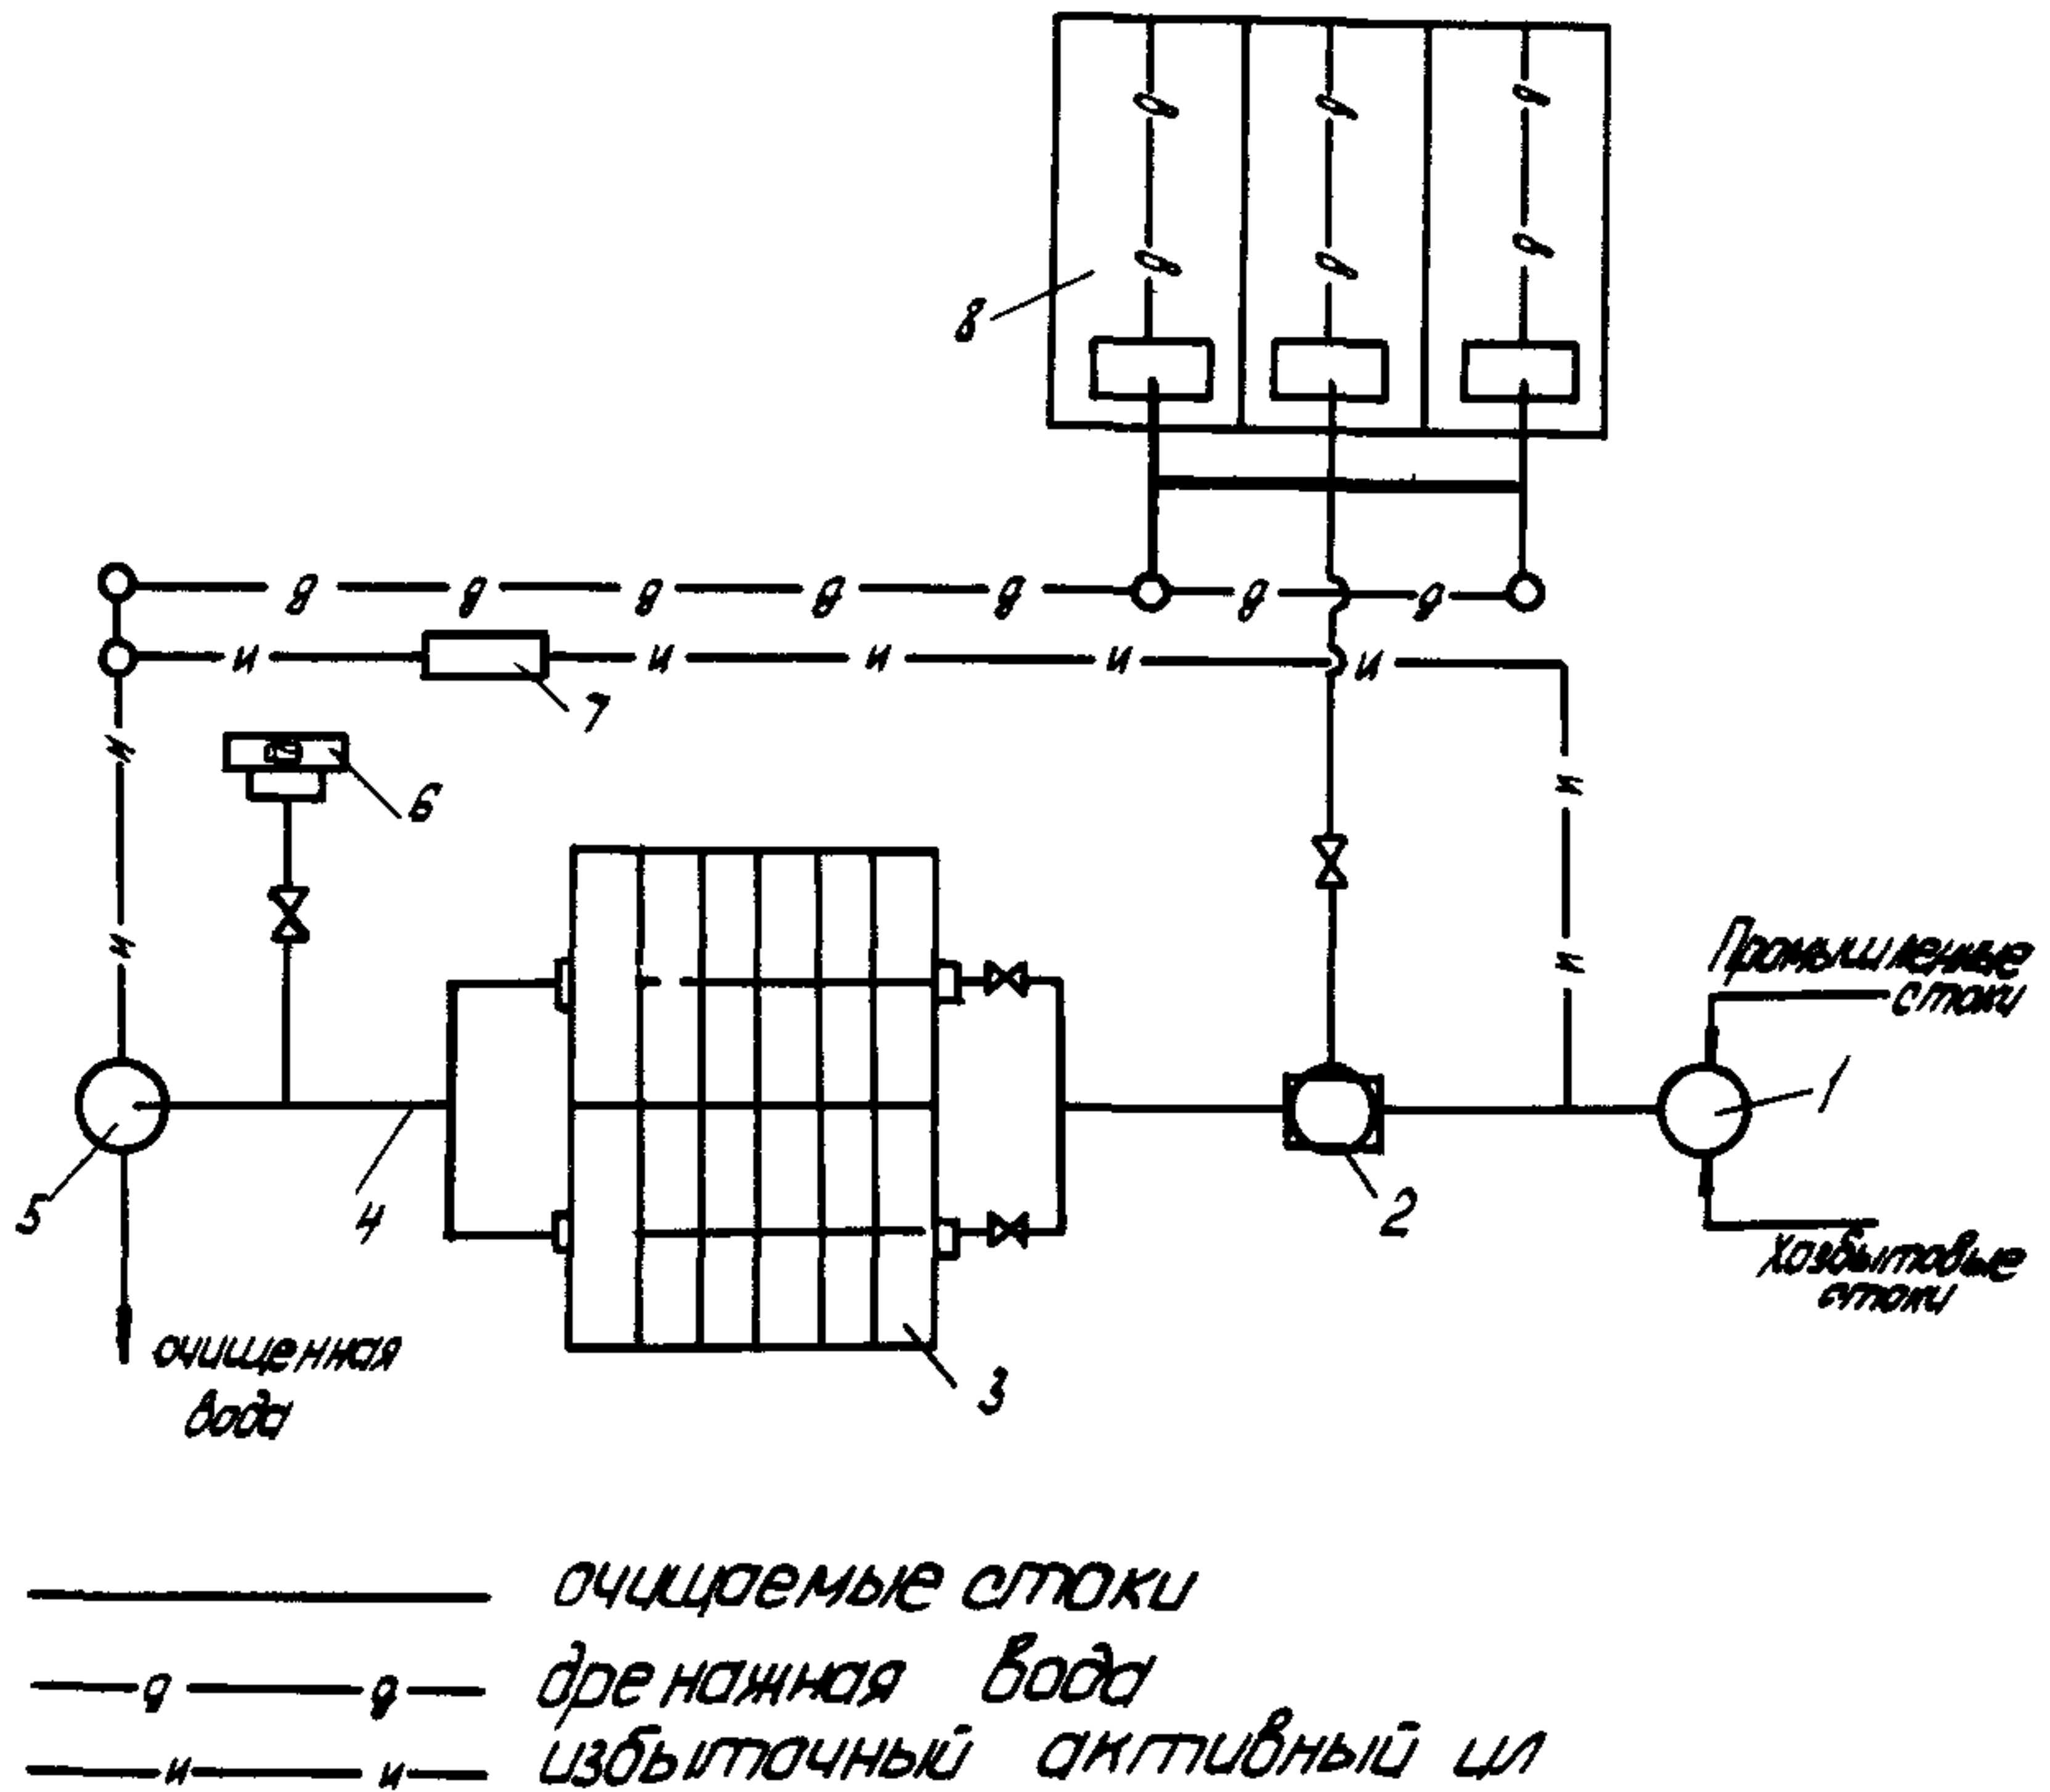 д д д
д д д
8
д д д д д д д
и и и и и
7
и
и
6
и
и
Промышленные
стоки
1
5
4
2
хозбытовые
стоки
очищенная
вода
3
очищаемые стоки
д д дренажная вода
и и избыточный активный ил